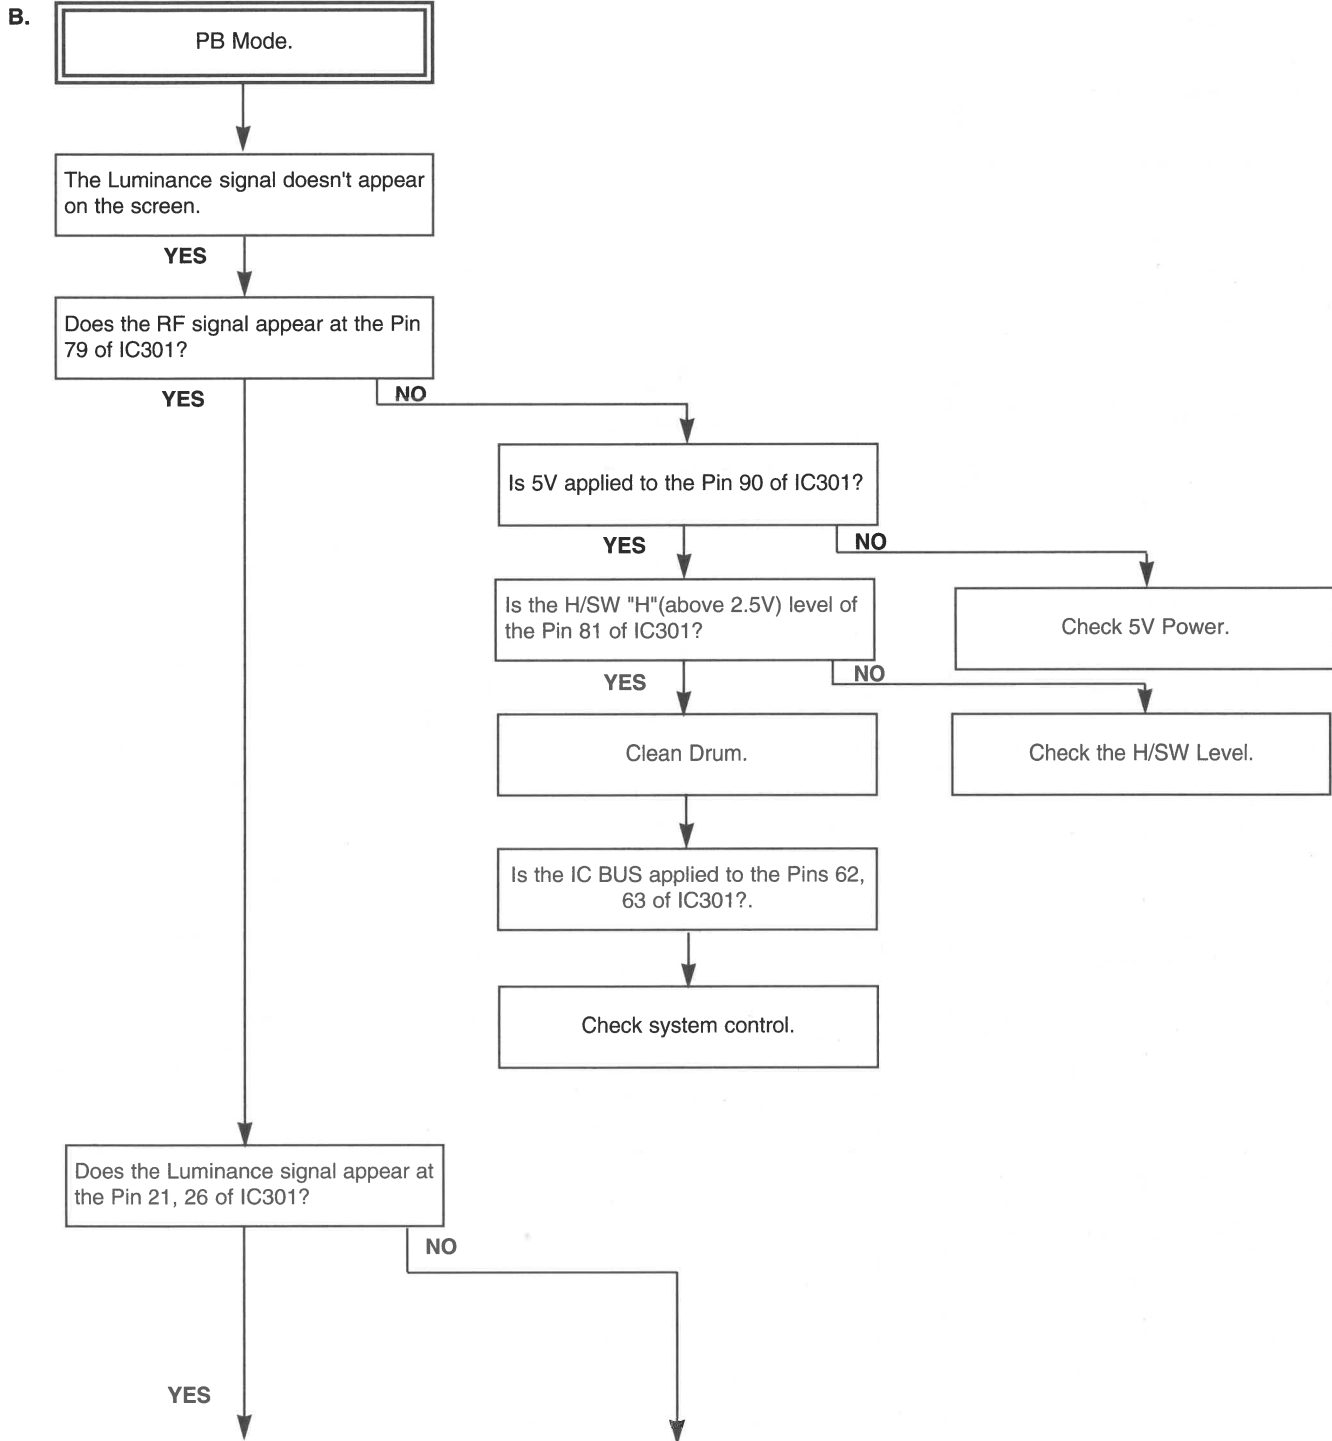 B.
PB Mode.
The Luminance signal doesn't appear
on the screen.
YES
Does the RF signal appear at the Pin
79 of IC301?
YES
NO
Is 5V applied to the Pin 90 of IC301?
YES
NO
Is the H/SW "H"(above 2.5V) level of
the Pin 81 of IC301?
Check 5V Power.
YES
NO
Clean Drum.
Check the H/SW Level.
Is the IC BUS applied to the Pins 62,
63 of IC301?.
Check system control.
Does the Luminance signal appear at
the Pin 21, 26 of IC301?
NO
YES